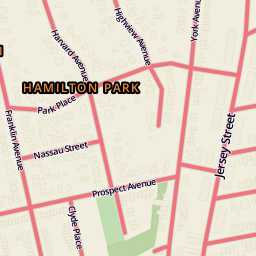 Harvard Avenue
Highview Avenue
York Avenue
HAMILTON PARK
Park Place
Franklin Avenue
Jersey Street
Nassau Street
Prospect Avenue
Clyde Place